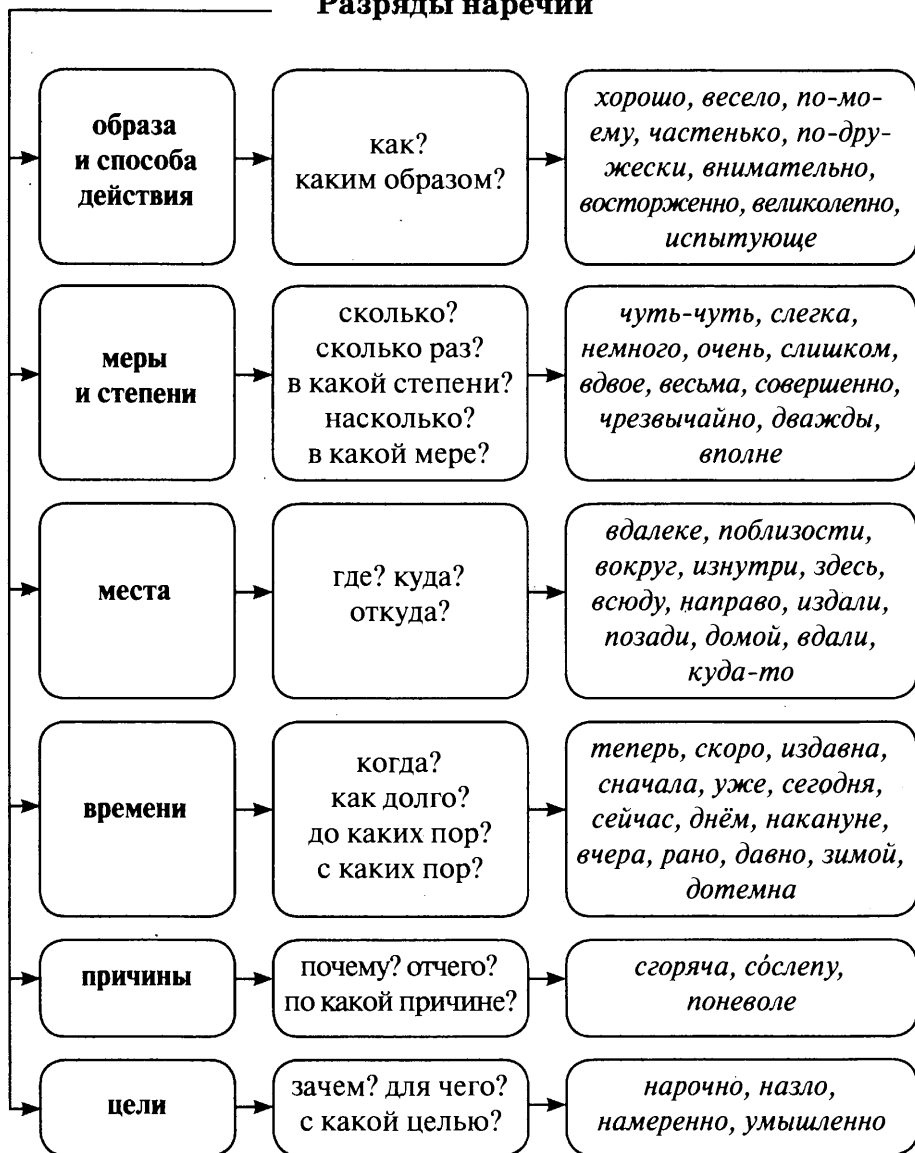 Разряды наречий
образа
и способа
действия
как?
каким образом?
хорошо, весело, по-мо-
ему, частенько, по-дру-
жески, внимательно,
восторженно, великолепно,
испытующе
меры
и степени
сколько?
сколько раз?
в какой степени?
насколько?
в какой мере?
чуть-чуть, слегка,
немного, очень, слишком,
вдвое, весьма, совершенно,
чрезвычайно, дважды,
вполне
места
где? куда?
откуда?
вдалеке, поблизости,
вокруг, изнутри, здесь,
всюду, направо, издали,
позади, домой, вдали,
куда-то
времени
когда?
как долго?
до каких пор?
с каких пор?
теперь, скоро, издавна,
сначала, уже, сегодня,
сейчас, днём, накануне,
вчера, рано, давно, зимой,
дотемна
причины
почему? отчего?
по какой причине?
сгоряча, со́слепу,
поневоле
цели
зачем? для чего?
с какой целью?
нарочно, назло,
намеренно, умышленно